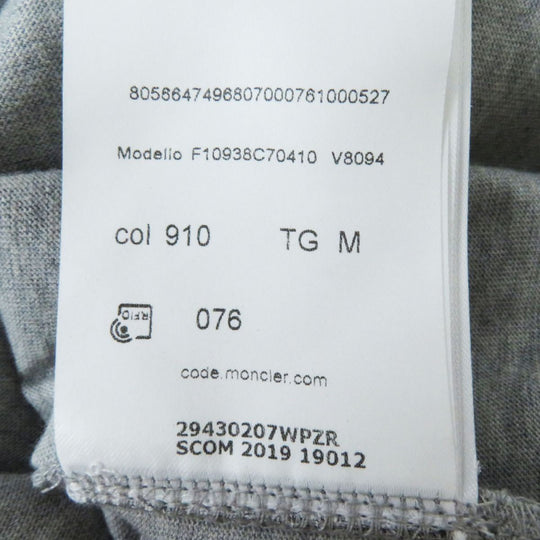 8056647496807000761000527
Modello F10938C70410 V8094
col 910 TG M
RFID 076
code.moncler.com
29430207WPZR
SCOM 2019 19012